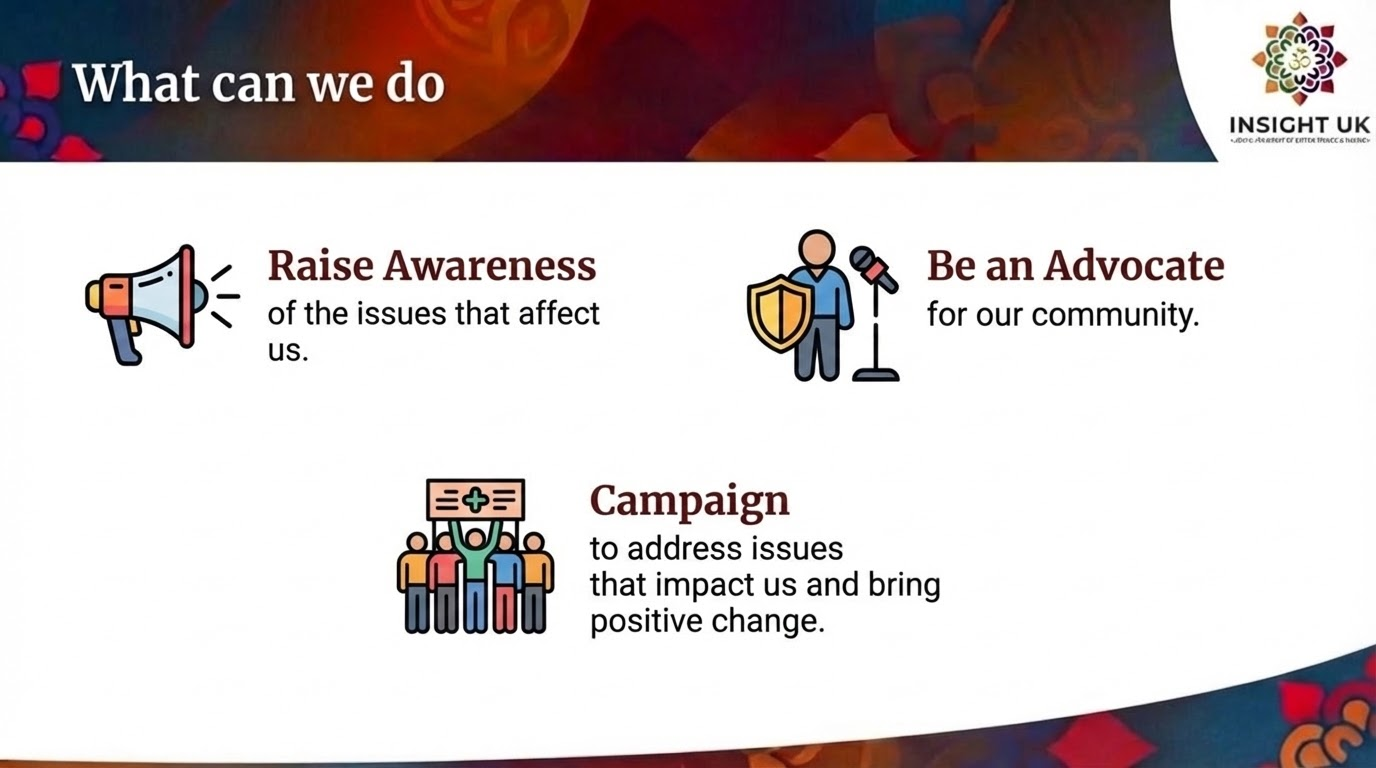 What can we do
INSIGHT UK
Raise Awareness
of the issues that affect
us.
Be an Advocate
for our community.
Campaign
to address issues
that impact us and bring
positive change.